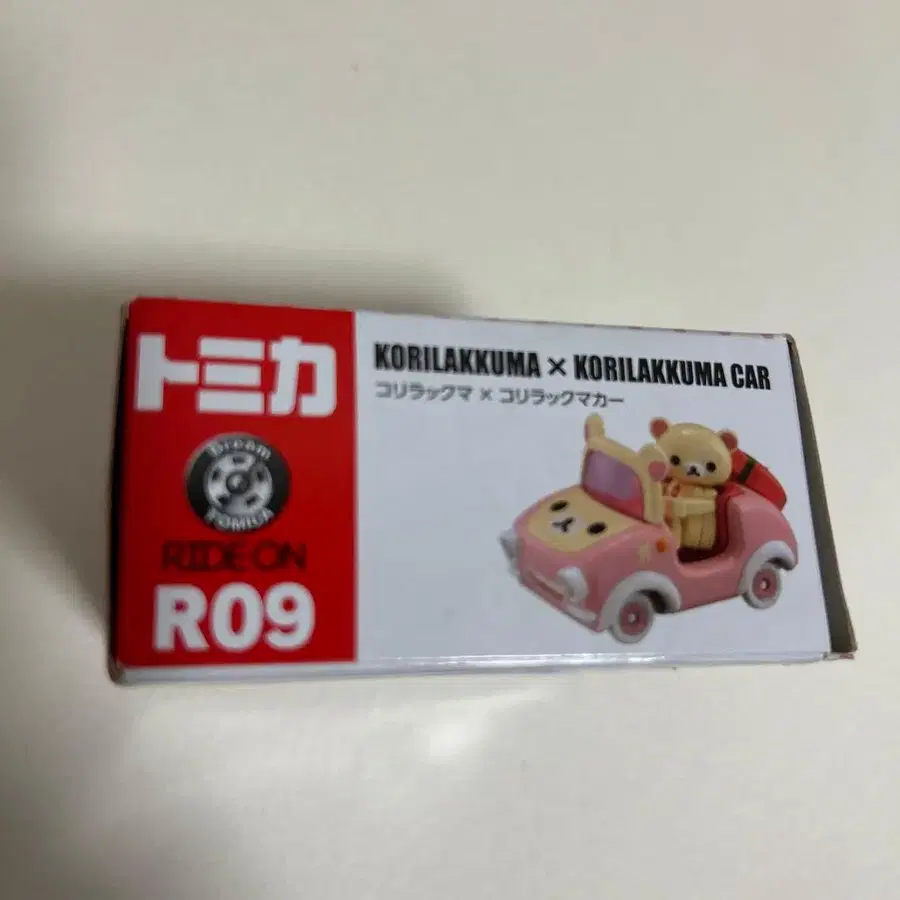 トミカ
Dream
TOMICA
RIDE ON
R09
KORILAKKUMA × KORILAKKUMA CAR
コリラックマ × コリラックマカー